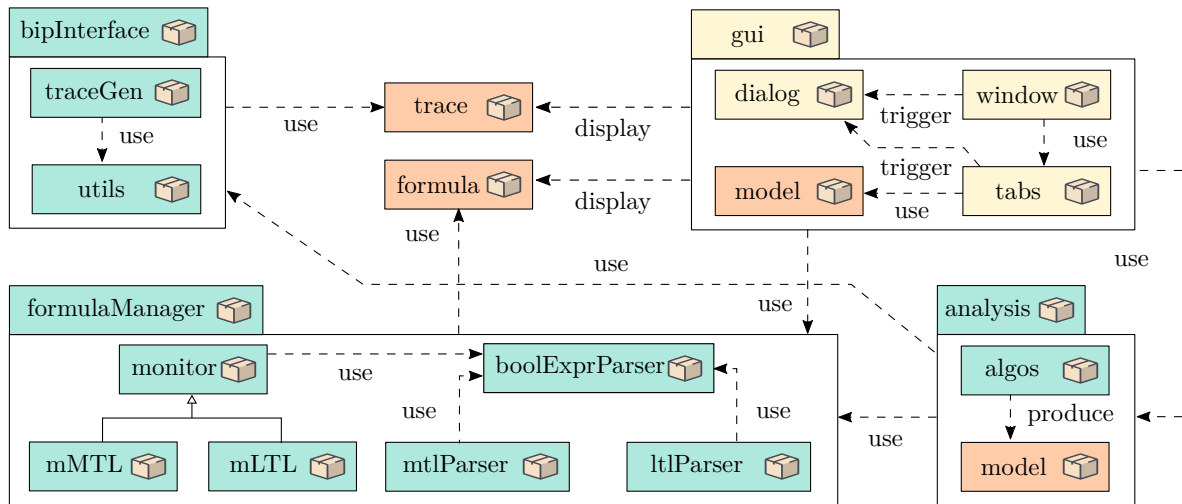 bipInterface
gui
traceGen
trace
dialog
window
use
use
display
trigger
use
utils
formula
model
trigger
tabs
display
use
use
use
use
use
formulaManager
analysis
monitor
use
boolExprParser
algos
use
use
use
produce
mMTL
mLTL
mtlParser
ltlParser
model